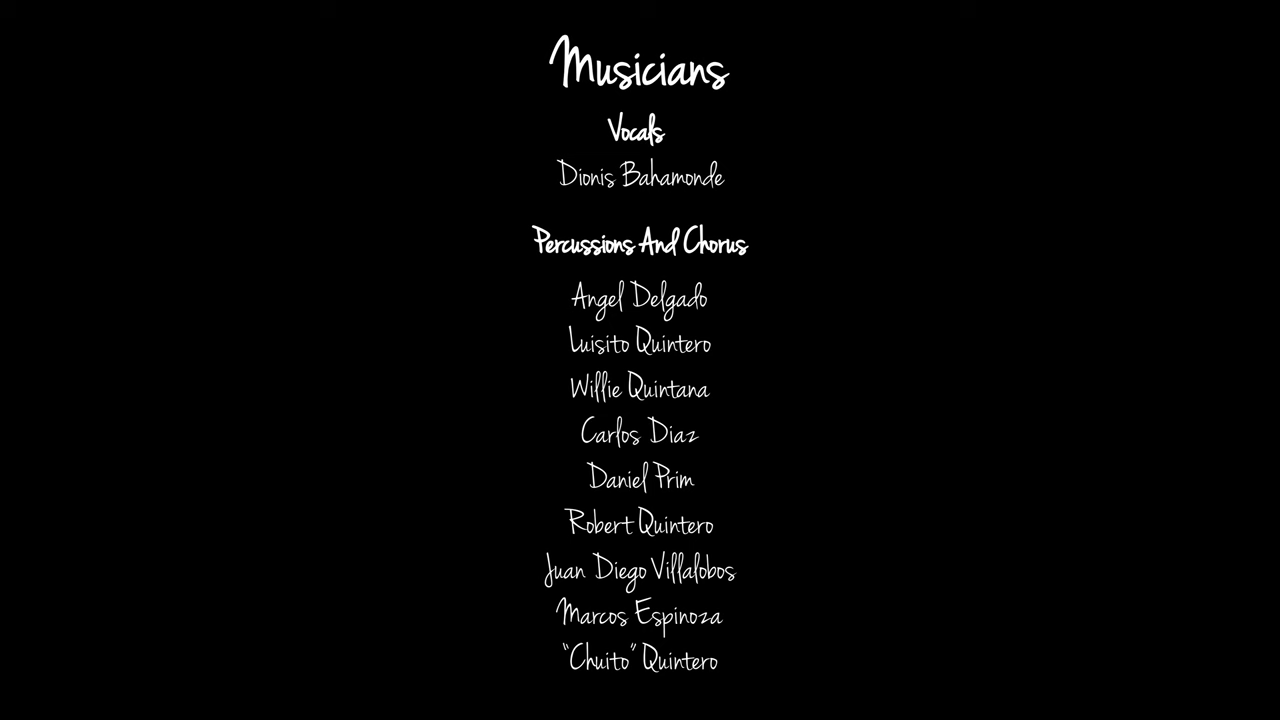 Musicians
Vocals
Dionis Bahamonde
Percussions And Chorus
Angel Delgado
Luisito Quintero
Willie Quintana
Carlos Diaz
Daniel Prim
Robert Quintero
Juan Diego Villalobos
Marcos Espinoza
"Chuito" Quintero